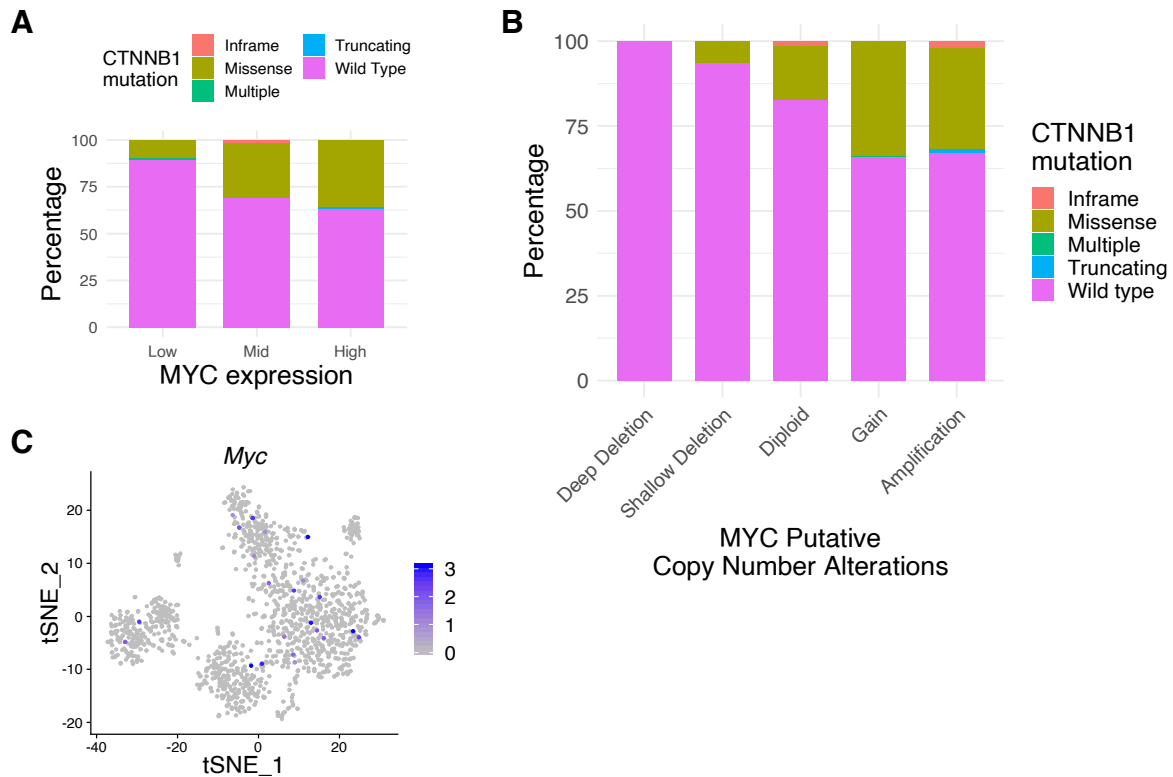 A
CTNNB1
mutation
Inframe
Missense
Multiple
Truncating
Wild Type
100
75
50
25
0
Percentage
Low
Mid
High
MYC expression
B
100
75
50
25
0
Percentage
Deep Deletion
Shallow Deletion
Diploid
Gain
Amplification
MYC Putative
Copy Number Alterations
CTNNB1
mutation
Inframe
Missense
Multiple
Truncating
Wild type
C
Myc
20
10
0
-10
-20
tSNE_2
-40
-20
0
20
tSNE_1
3
2
1
0